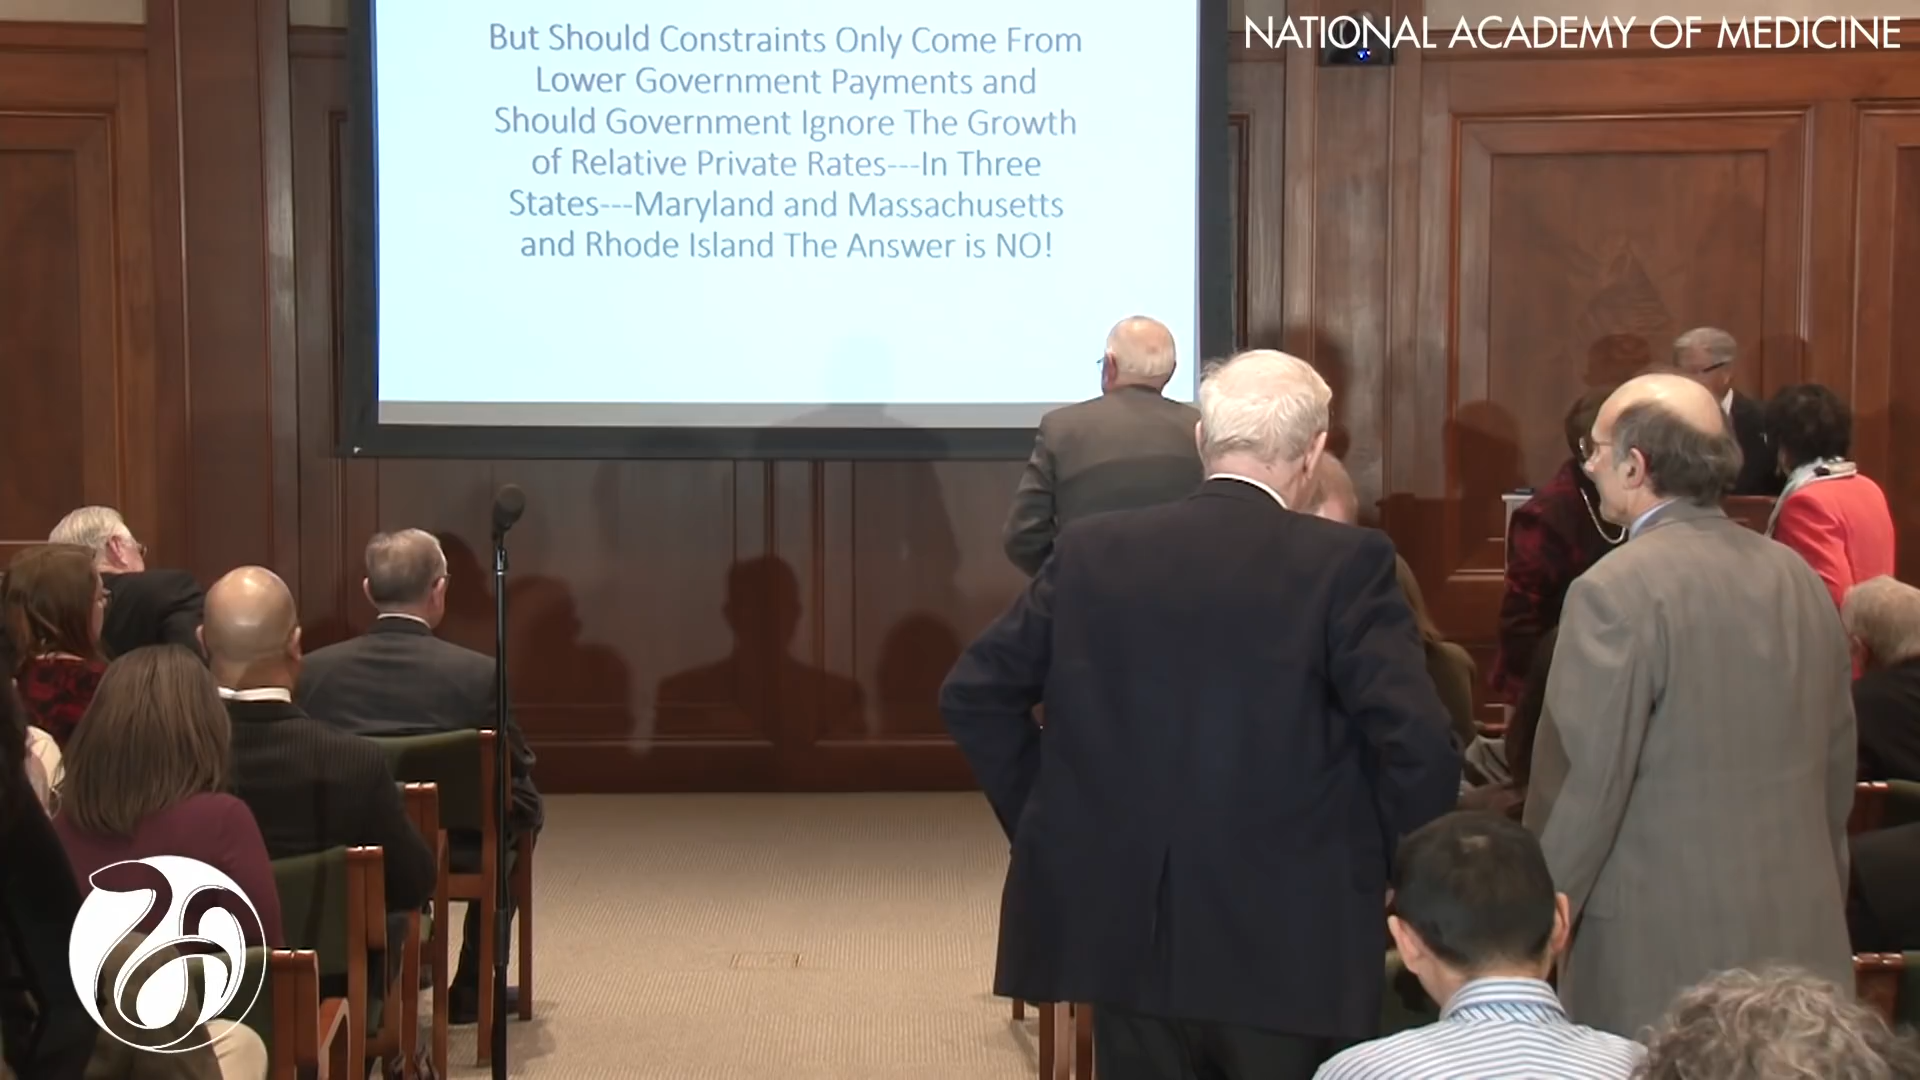 NATIONAL ACADEMY OF MEDICINE
But Should Constraints Only Come From
Lower Government Payments and
Should Government Ignore The Growth
of Relative Private Rates---In Three
States---Maryland and Massachusetts
and Rhode Island The Answer is NO!